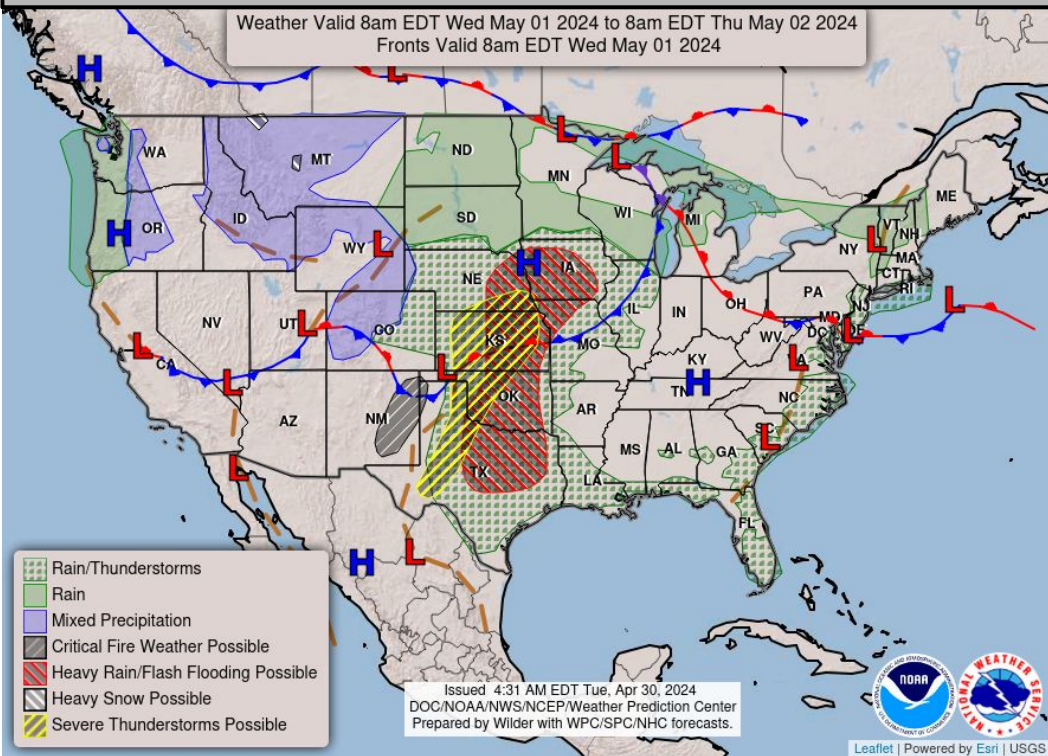 Weather Valid 8am EDT Wed May 01 2024 to 8am EDT Thu May 02 2024
Fronts Valid 8am EDT Wed May 01 2024
H
L
WA
MT
ND
MN
L
L
ME
OR
H
ID
WY
L
SD
WI
MI
NY
L
VT
NH
MA
CT
RI
NV
UT
L
CO
NE
H
IA
IL
IN
OH
PA
NJ
MD
DE
DC
L
L
CA
L
L
KS
MO
WV
KY
L
VA
L
AZ
NM
L
OK
AR
TN
H
NC
SC
L
TX
LA
MS
AL
GA
FL
H
L
Rain/Thunderstorms
Rain
Mixed Precipitation
Critical Fire Weather Possible
Heavy Rain/Flash Flooding Possible
Heavy Snow Possible
Severe Thunderstorms Possible
Issued 4:31 AM EDT Tue, Apr 30, 2024
DOC/NOAA/NWS/NCEP/Weather Prediction Center
Prepared by Wilder with WPC/SPC/NHC forecasts.
NOAA
NATIONAL WEATHER SERVICE
Leaflet | Powered by Esri | USGS